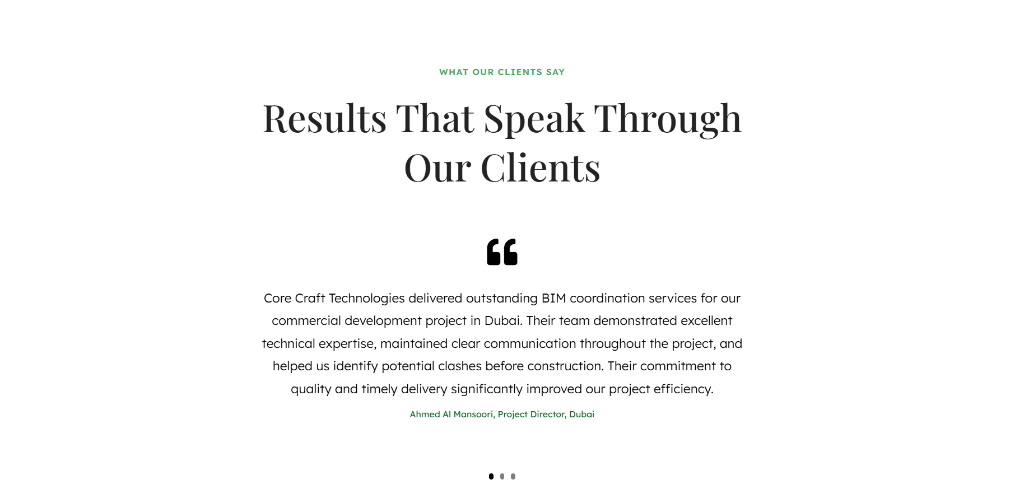 WHAT OUR CLIENTS SAY
Results That Speak Through
Our Clients
Core Craft Technologies delivered outstanding BIM coordination services for our
commercial development project in Dubai. Their team demonstrated excellent
technical expertise, maintained clear communication throughout the project, and
helped us identify potential clashes before construction. Their commitment to
quality and timely delivery significantly improved our project efficiency.
Ahmed Al Mansoori, Project Director, Dubai